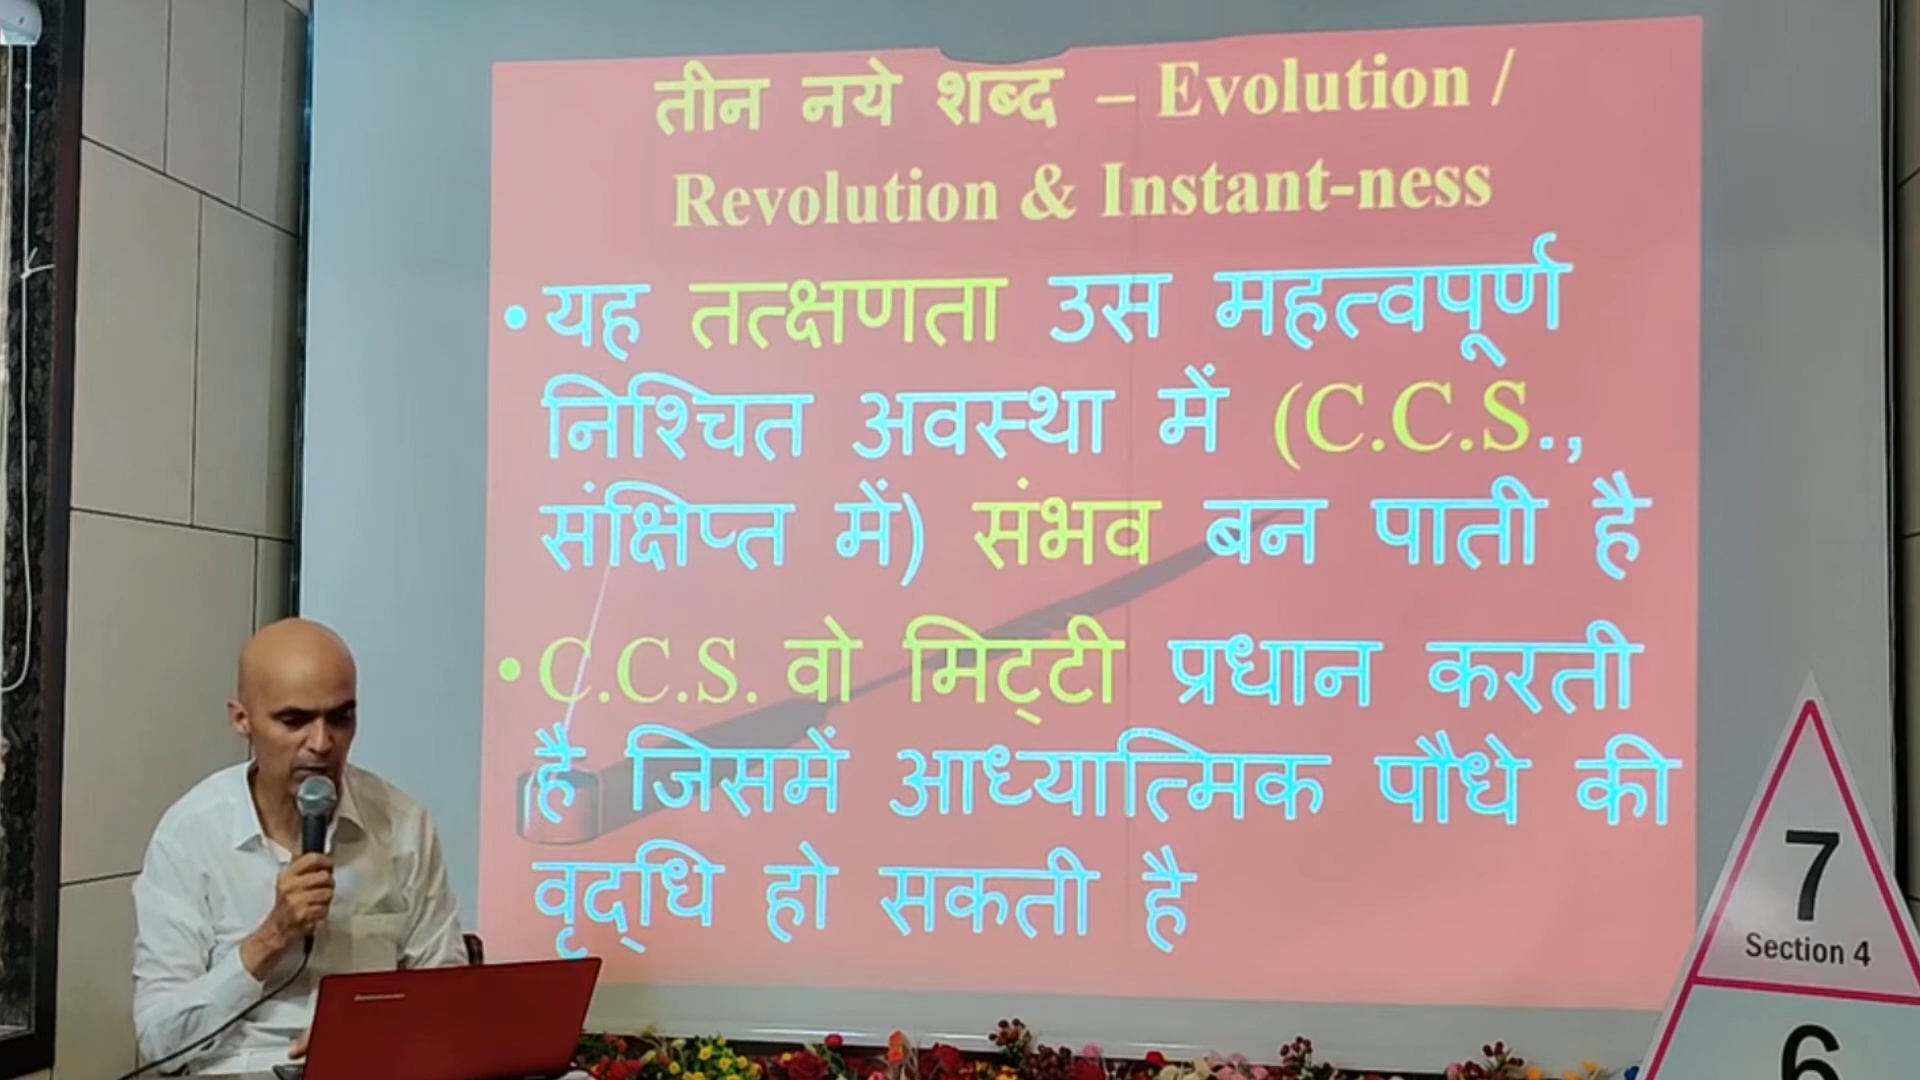 तीन नये शब्द – Evolution /
Revolution & Instant-ness
• यह तत्क्षणता उस महत्वपूर्ण
निश्चित अवस्था में (C.C.S.,
संक्षिप्त में) संभव बन पाती है
• C.C.S. वो मिट्टी प्रधान करती
है जिसमें आध्यात्मिक पौधे की
वृद्धि हो सकती है
7
Section 4
6